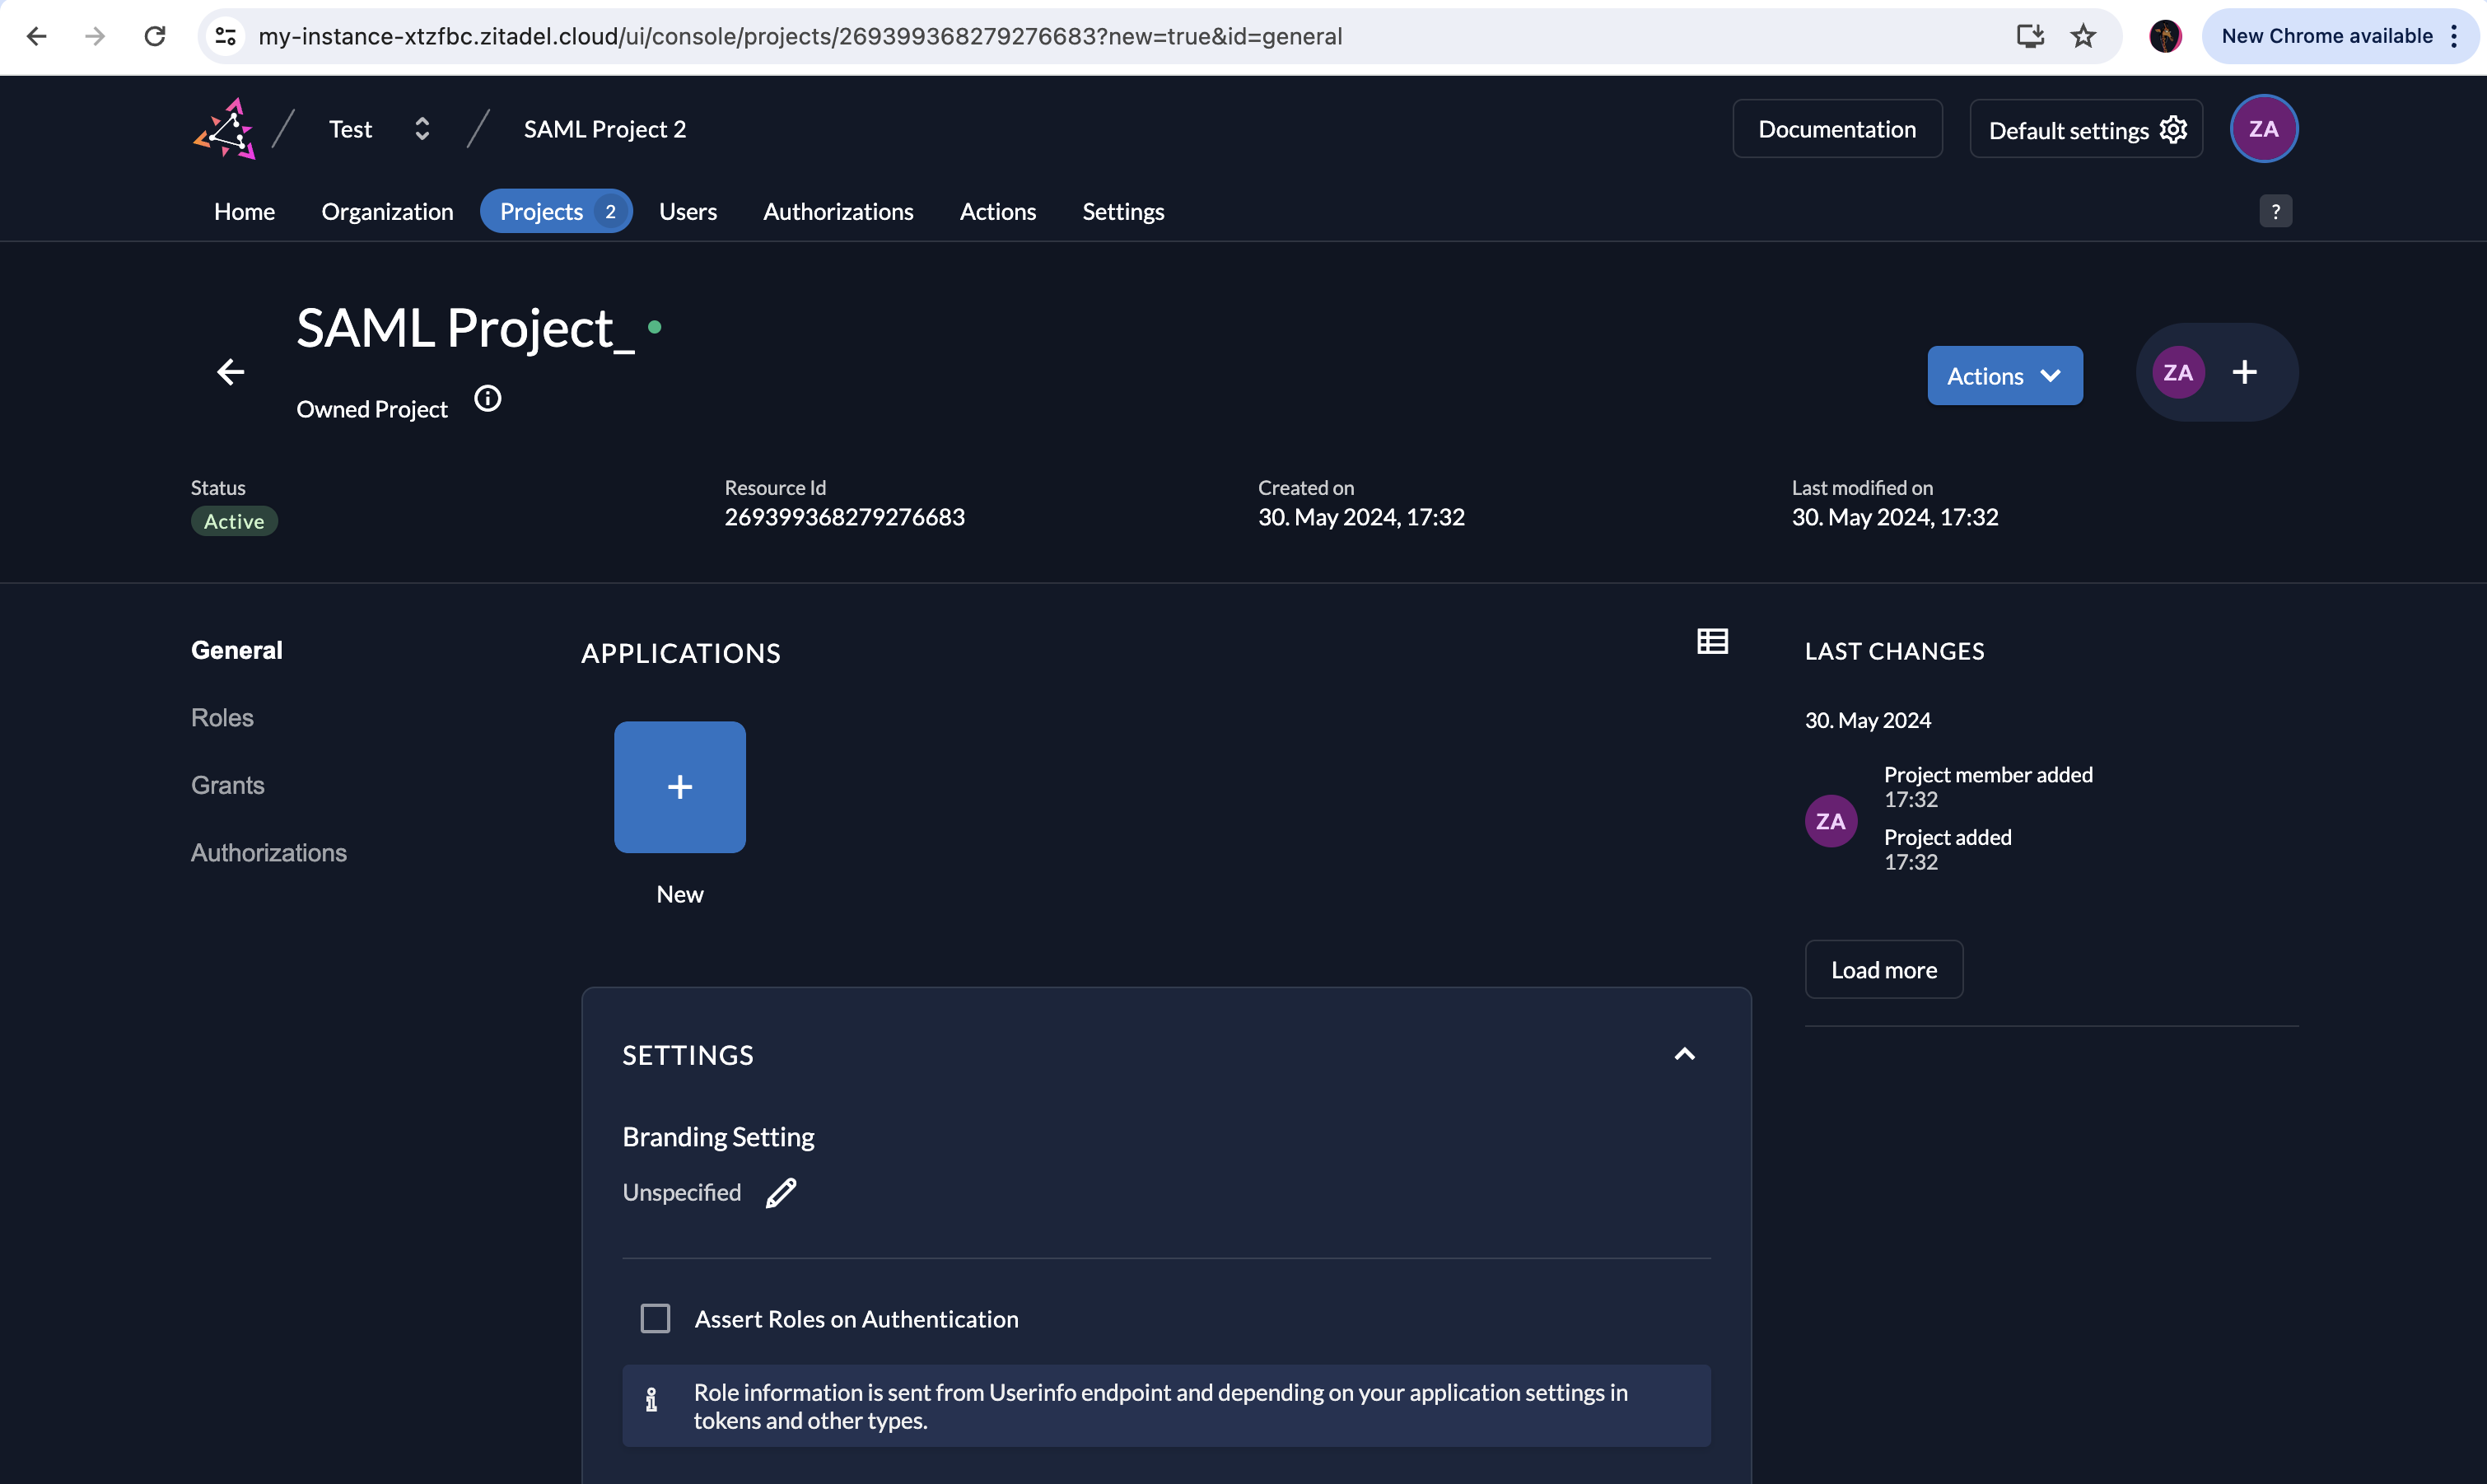 my-instance-xtzfbc.zitadel.cloud/ui/console/projects/269399368279276683?new=true&id=general
New Chrome available
Test
SAML Project 2
Documentation
Default settings
ZA
Home
Organization
Projects 2
Users
Authorizations
Actions
Settings
?
SAML Project_
Owned Project
Actions
ZA
Status
Active
Resource Id
269399368279276683
Created on
30. May 2024, 17:32
Last modified on
30. May 2024, 17:32
General
Roles
Grants
Authorizations
APPLICATIONS
New
SETTINGS
Branding Setting
Unspecified
Assert Roles on Authentication
Role information is sent from Userinfo endpoint and depending on your application settings in
tokens and other types.
LAST CHANGES
30. May 2024
ZA
Project member added
17:32
Project added
17:32
Load more